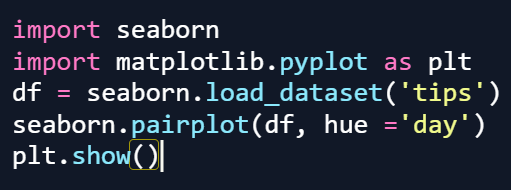 import seaborn
import matplotlib.pyplot as plt
df = seaborn.load_dataset('tips')
seaborn.pairplot(df, hue ='day')
plt.show()